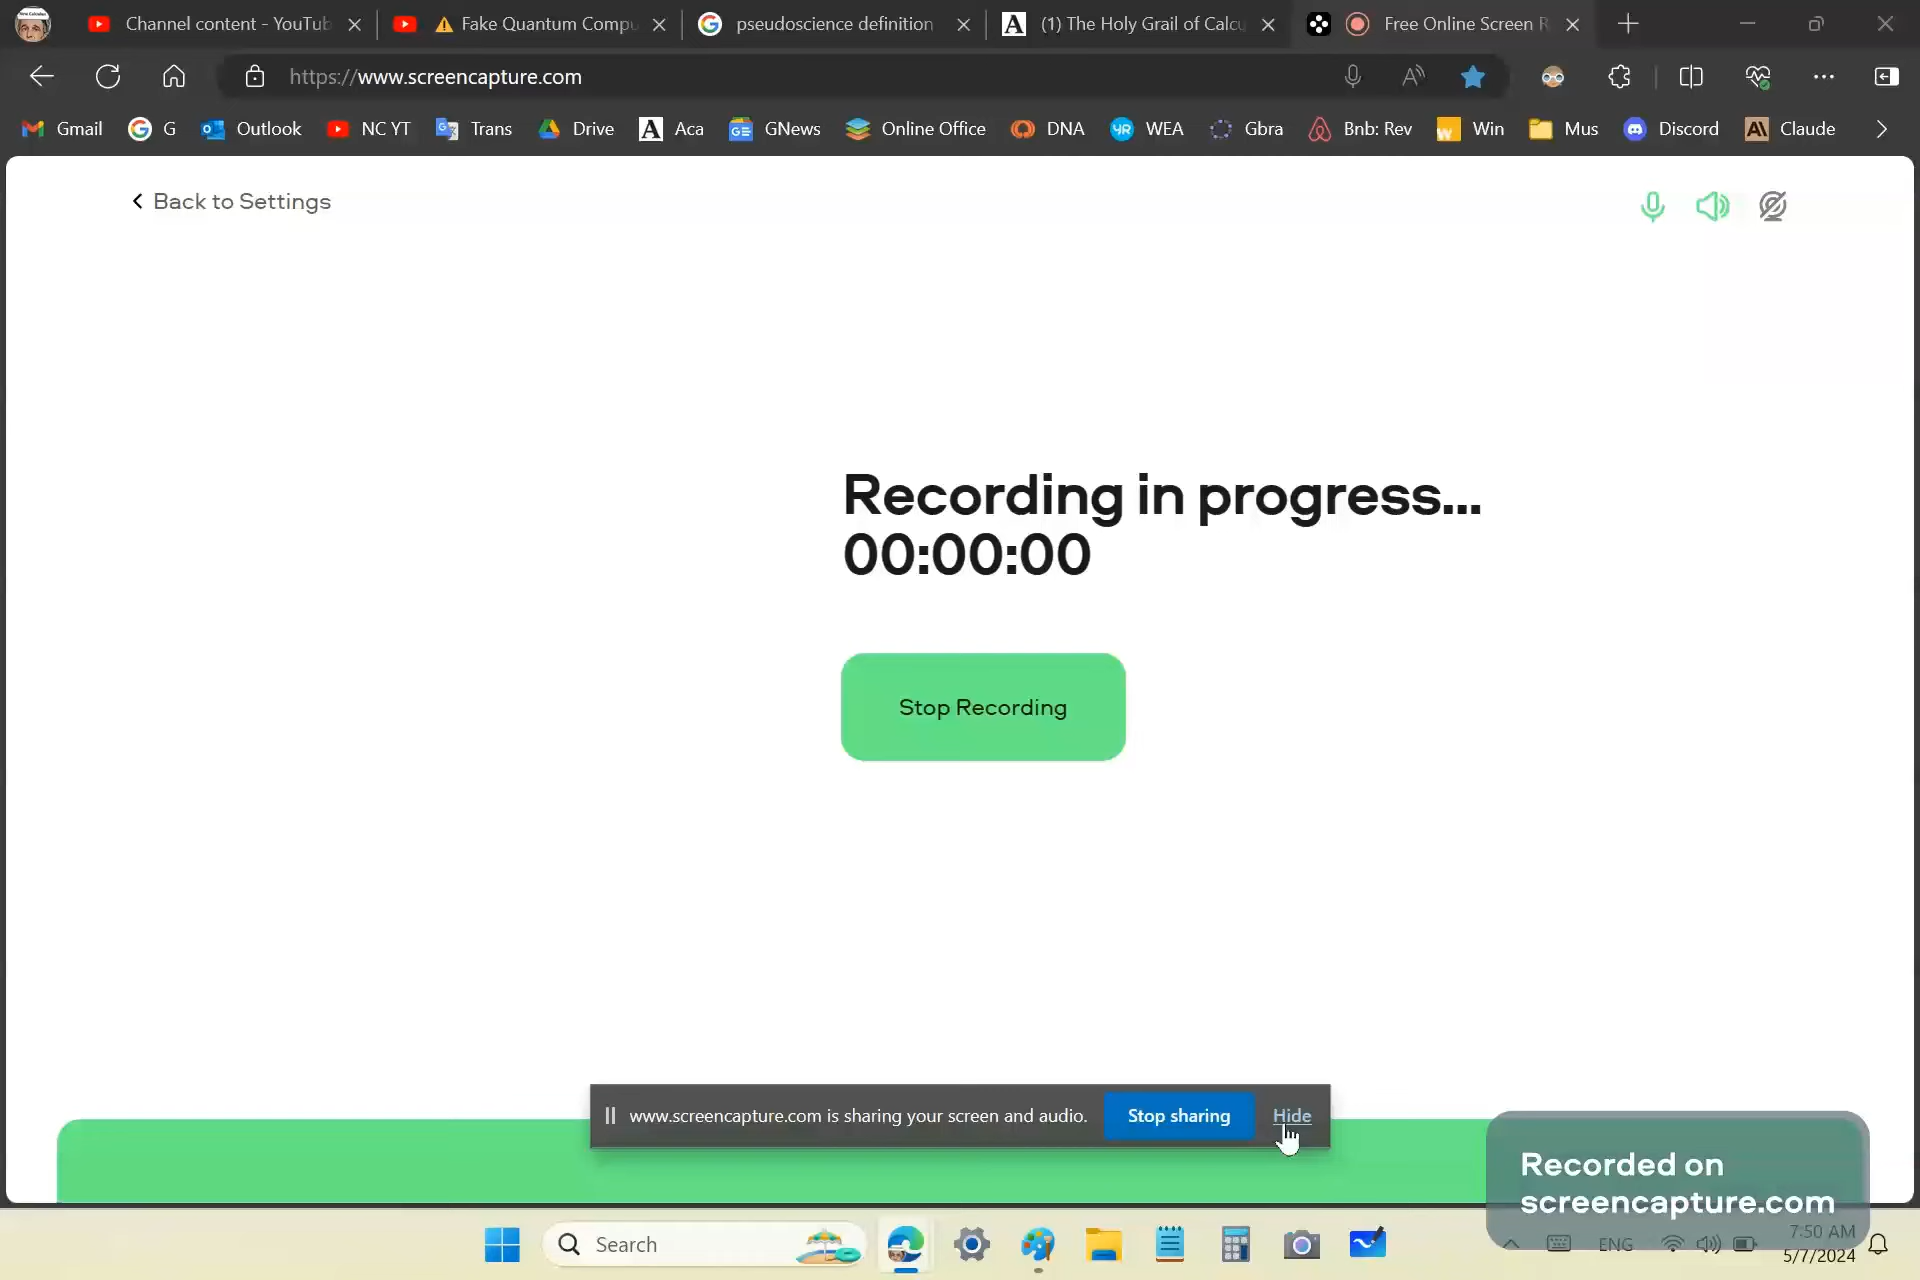 Channel content - YouTub
Fake Quantum Compu
pseudoscience definition
(1) The Holy Grail of Calcu
Free Online Screen R
https://www.screencapture.com
Gmail
G
Outlook
NC YT
Trans
Drive
Aca
GNews
Online Office
DNA
WEA
Gbra
Bnb: Rev
Win
Mus
Discord
Claude
Back to Settings
Recording in progress...
00:00:00
Stop Recording
www.screencapture.com is sharing your screen and audio.
Stop sharing
Hide
Recorded on
screencapture.com
Search
ENG
7:50 AM
5/7/2024